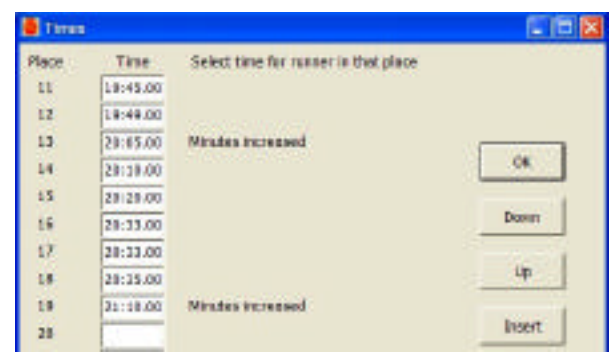 Times
Place Time Select time for runner in that place
11 19:45.00
12 19:49.00
13 20:05.00 Minutes increased
14 20:10.00
OK
15 20:20.00
16 20:33.00
Down
17 20:33.00
18 20:35.00
Up
19 21:10.00 Minutes increased
20
Insert